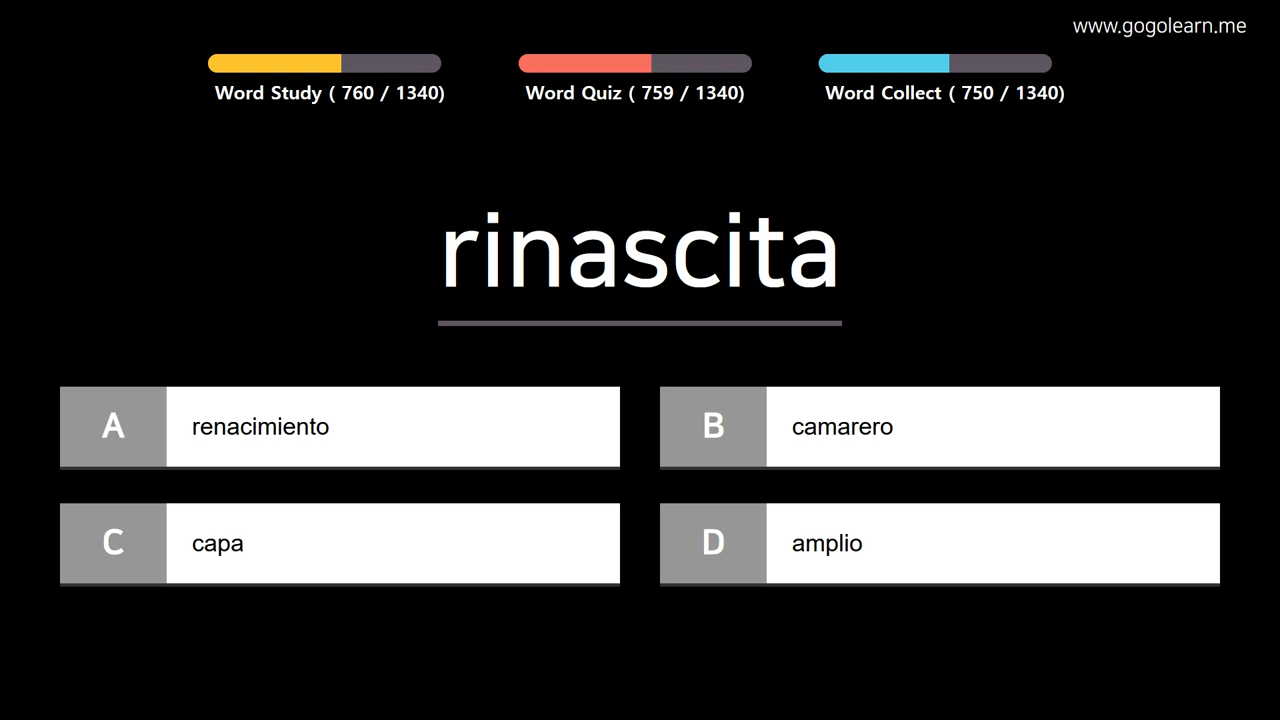 www.gogolearn.me
Word Study ( 760 / 1340)
Word Quiz ( 759 / 1340)
Word Collect ( 750 / 1340)
rinascita
A renacimiento
B camarero
C capa
D amplio